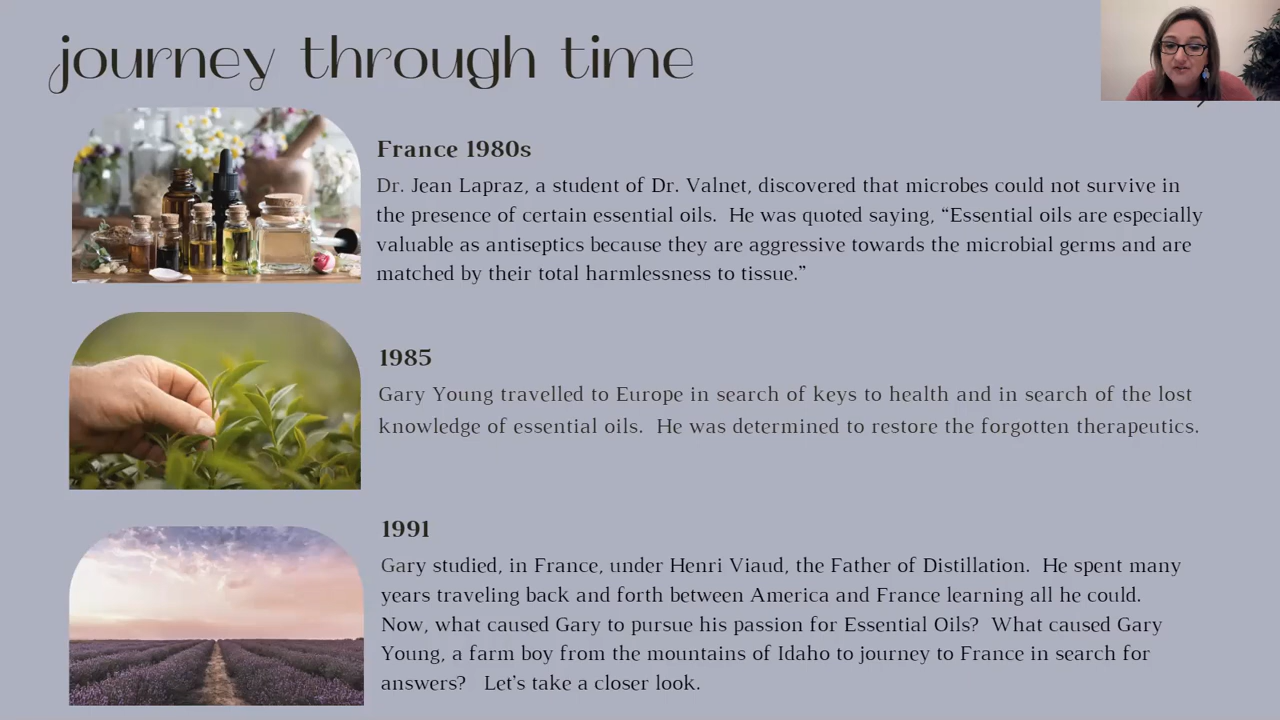 journey through time
France 1980s
Dr. Jean Lapraz, a student of Dr. Valnet, discovered that microbes could not survive in
the presence of certain essential oils.  He was quoted saying, “Essential oils are especially
valuable as antiseptics because they are aggressive towards the microbial germs and are
matched by their total harmlessness to tissue.”
1985
Gary Young travelled to Europe in search of keys to health and in search of the lost
knowledge of essential oils.  He was determined to restore the forgotten therapeutics.
1991
Gary studied, in France, under Henri Viaud, the Father of Distillation.  He spent many
years traveling back and forth between America and France learning all he could.
Now, what caused Gary to pursue his passion for Essential Oils?  What caused Gary
Young, a farm boy from the mountains of Idaho to journey to France in search for
answers?   Let's take a closer look.